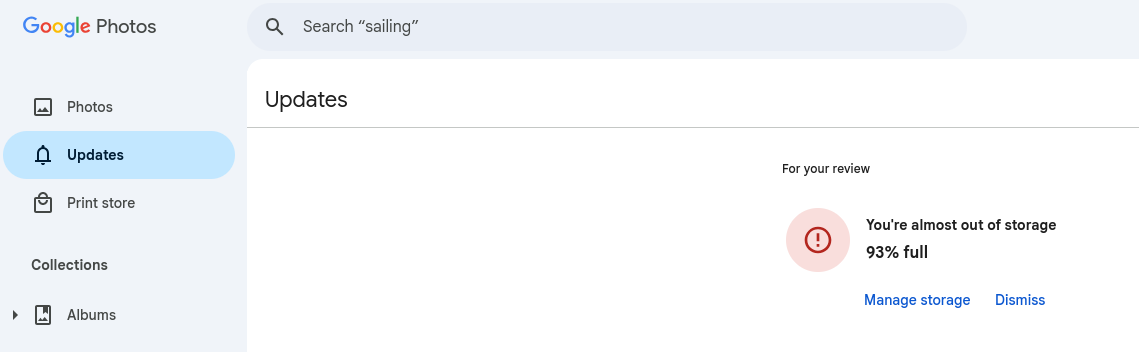 Google Photos
Search “sailing”
Photos
Updates
Print store
Collections
Albums
Updates
For your review
You're almost out of storage
93% full
Manage storage Dismiss